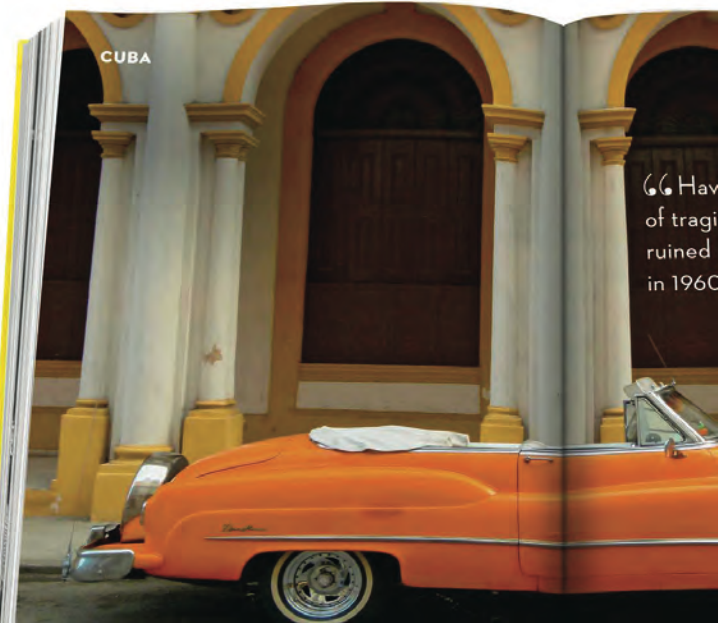 CUBA
“Hav
of tragi
ruined
in 1960